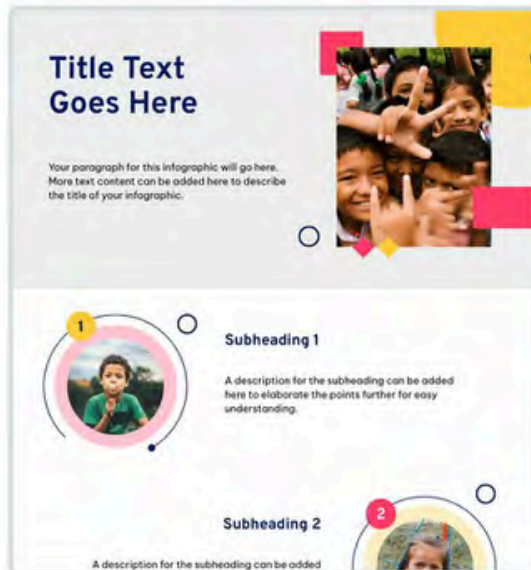 Title Text
Goes Here
Your paragraph for this infographic will go here.
More text content can be added here to describe
the title of your infographic.
1
Subheading 1
A description for the subheading can be added
here to elaborate the points further for easy
understanding.
2
Subheading 2
A description for the subheading can be added